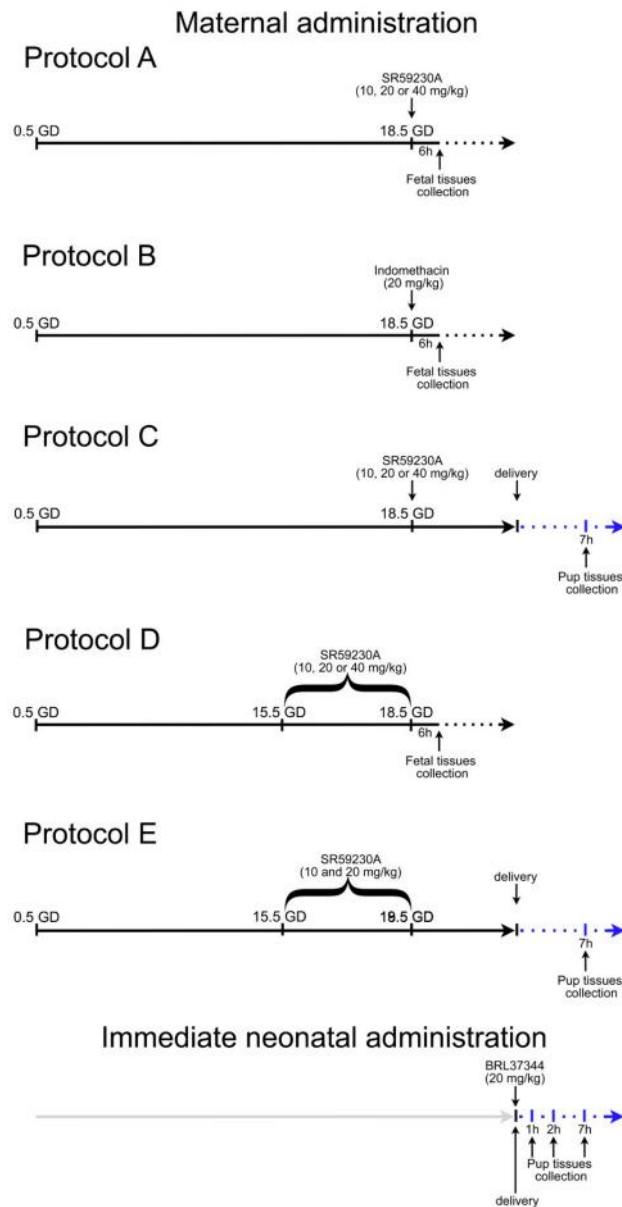 Maternal administration
Protocol A
SR59230A
(10, 20 or 40 mg/kg)
0.5 GD
18.5 GD
6h
Fetal tissues
collection
Protocol B
Indomethacin
(20 mg/kg)
0.5 GD
18.5 GD
6h
Fetal tissues
collection
Protocol C
SR59230A
(10, 20 or 40 mg/kg)
delivery
0.5 GD
18.5 GD
7h
Pup tissues
collection
Protocol D
SR59230A
(10, 20 or 40 mg/kg)
0.5 GD
15.5 GD
18.5 GD
6h
Fetal tissues
collection
Protocol E
SR59230A
(10 and 20 mg/kg)
delivery
0.5 GD
15.5 GD
18.5 GD
7h
Pup tissues
collection
Immediate neonatal administration
BRL37344
(20 mg/kg)
1h
2h
7h
Pup tissues
collection
delivery